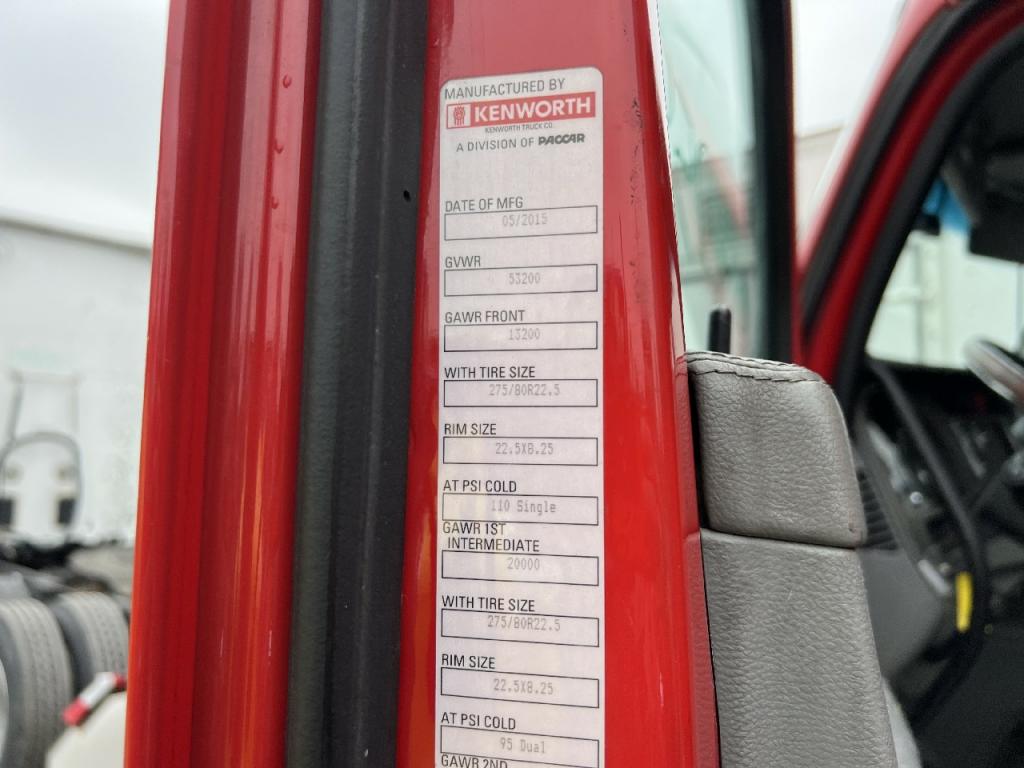 MANUFACTURED BY
KENWORTH
KENWORTH TRUCK CO.
A DIVISION OF PACCAR
DATE OF MFG
05/2015
GVWR
53200
GAWR FRONT
13200
WITH TIRE SIZE
275/80R22.5
RIM SIZE
22.5X8.25
AT PSI COLD
110 Single
GAWR 1ST
INTERMEDIATE
20000
WITH TIRE SIZE
275/80R22.5
RIM SIZE
22.5X8.25
AT PSI COLD
95 Dual
GAWR 2ND